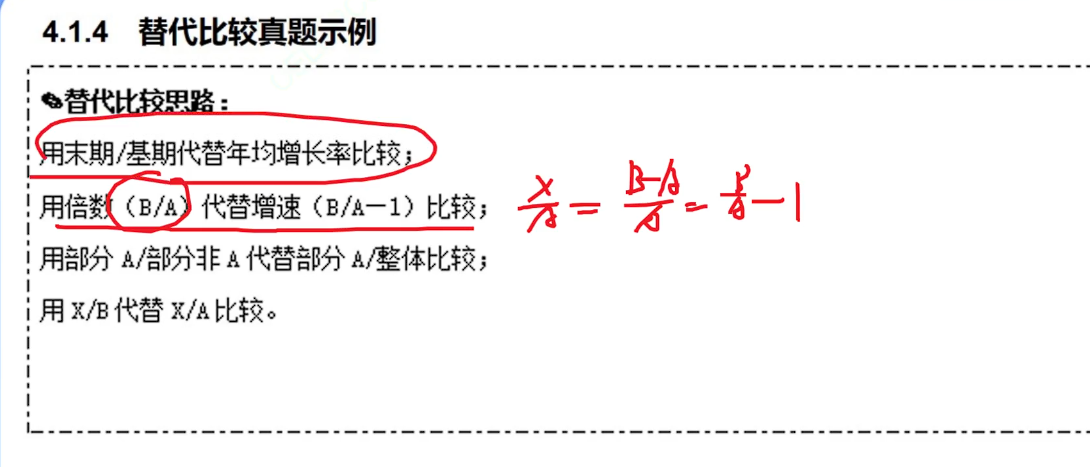 4.1.4 替代比较真题示例
✎替代比较思路：
用末期/基期代替年均增长率比较；
用倍数（B/A）代替增速（B/A－1）比较；
X/A = (B-A)/A = B/A - 1
用部分 A/部分非 A 代替部分 A/整体比较；
用 X/B 代替 X/A 比较。